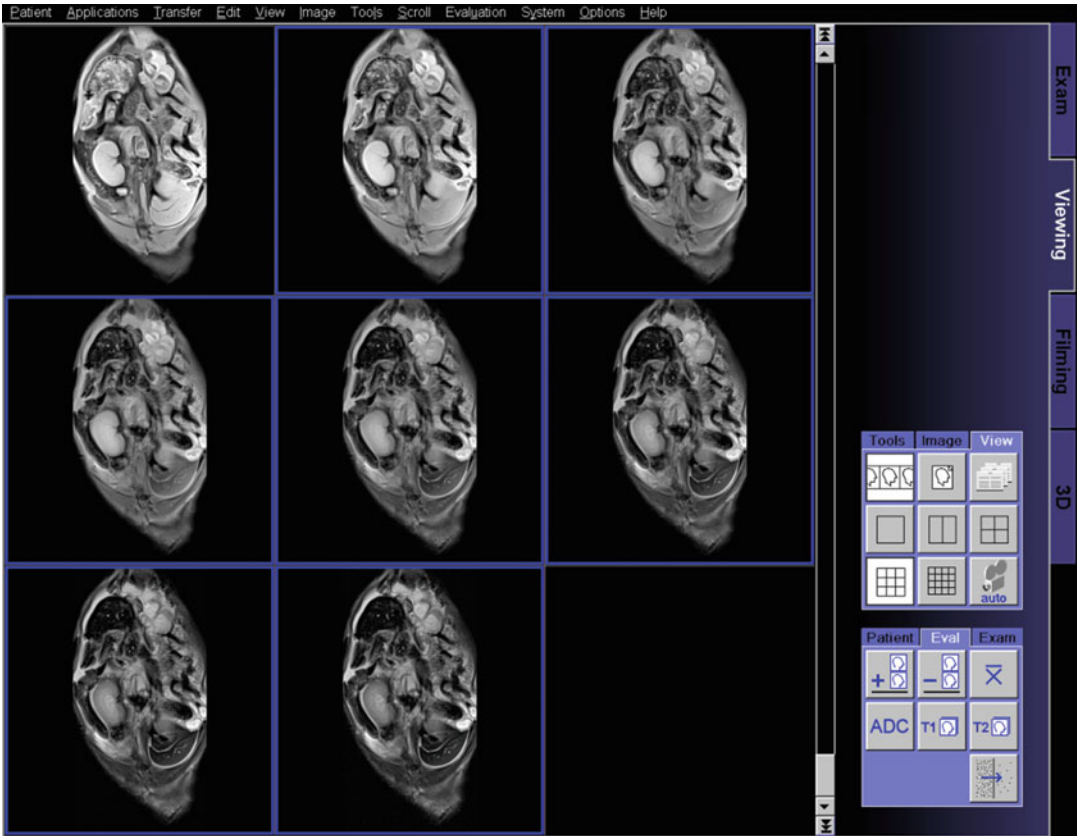 Patient Applications Transfer Edit View Image Tools Scroll Evaluation System Options Help
Exam
Viewing
Filming
3D
Tools Image View
auto
Patient Eval Exam
+ - x̄
ADC T1 T2